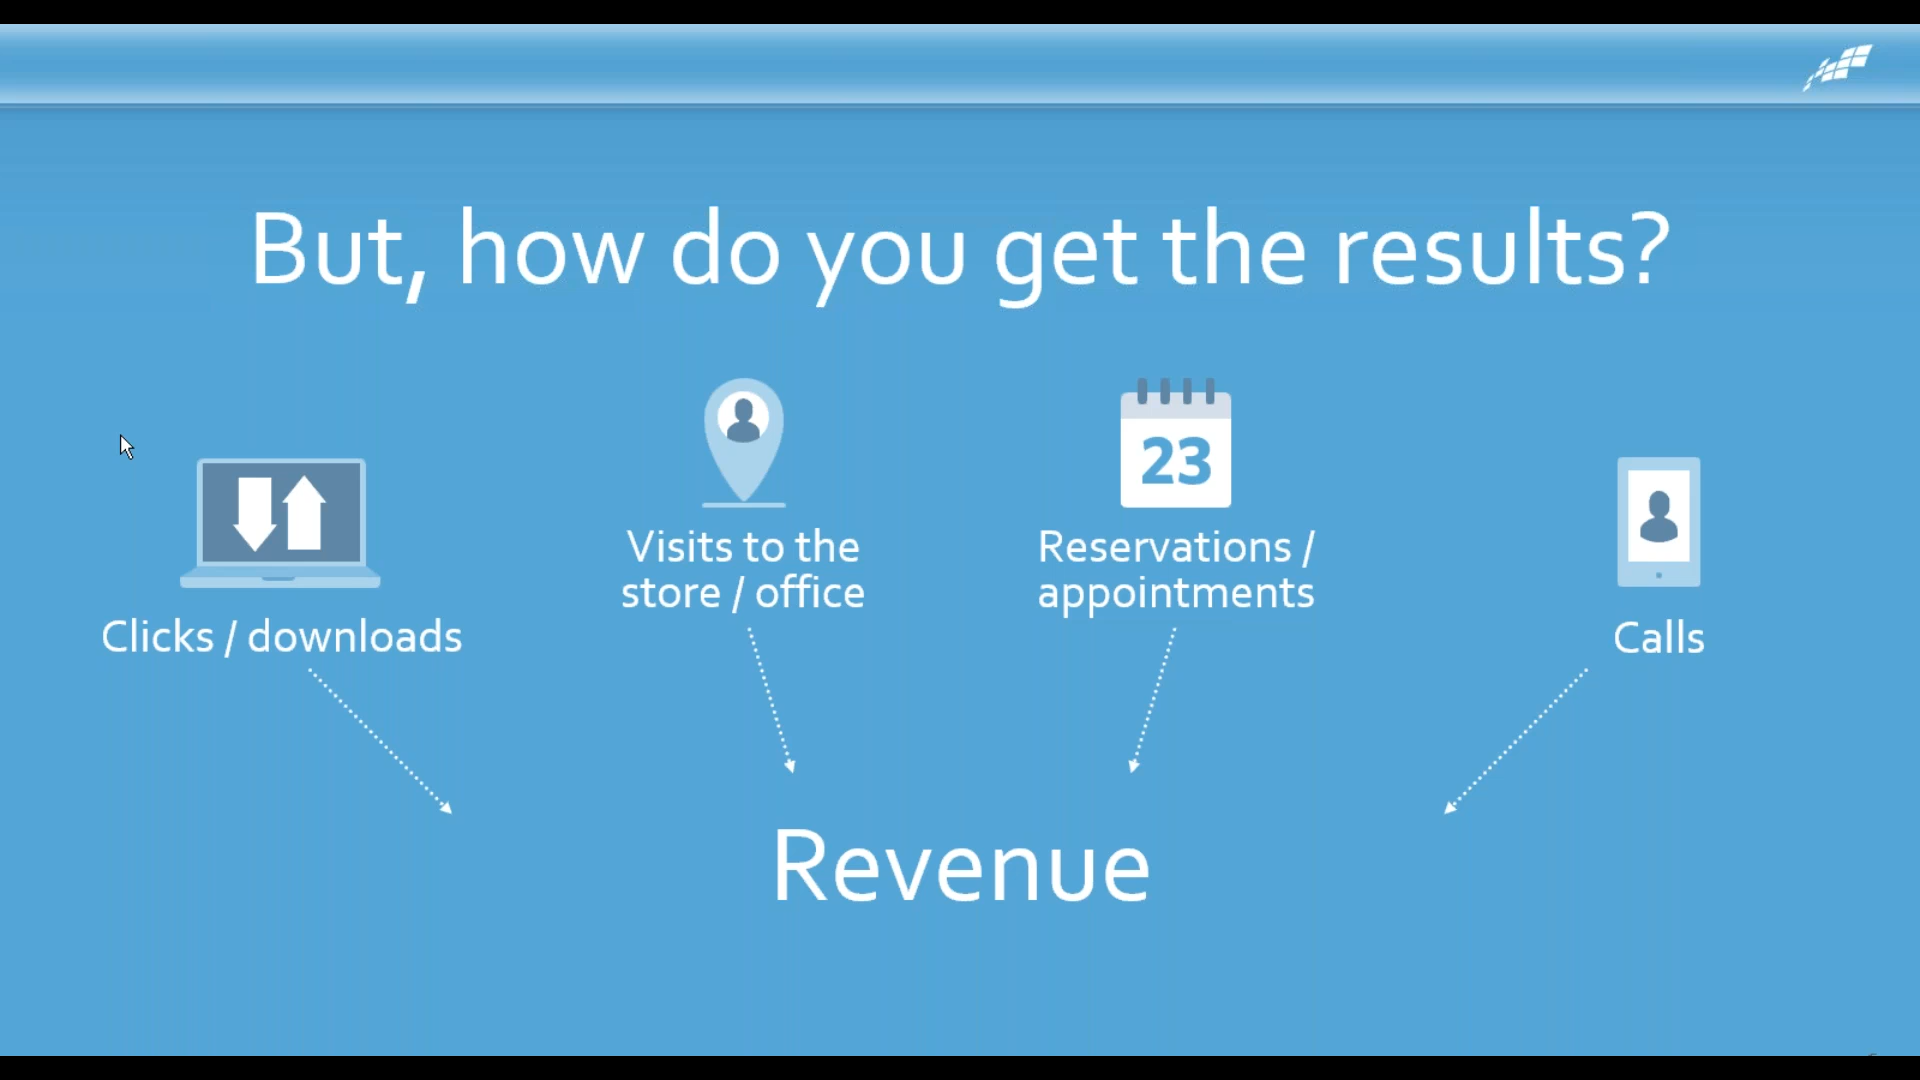 But, how do you get the results?
23
Visits to the
store / office
Reservations /
appointments
Clicks / downloads
Calls
Revenue